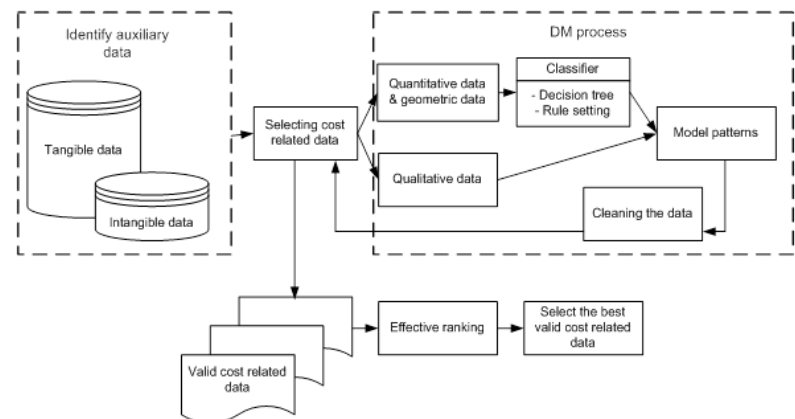 Identify auxiliary
data
Tangible data
Intangible data
Selecting cost
related data
DM process
Quantitative data
& geometric data
Classifier
- Decision tree
- Rule setting
Model patterns
Qualitative data
Cleaning the data
Valid cost related
data
Effective ranking
Select the best
valid cost related
data